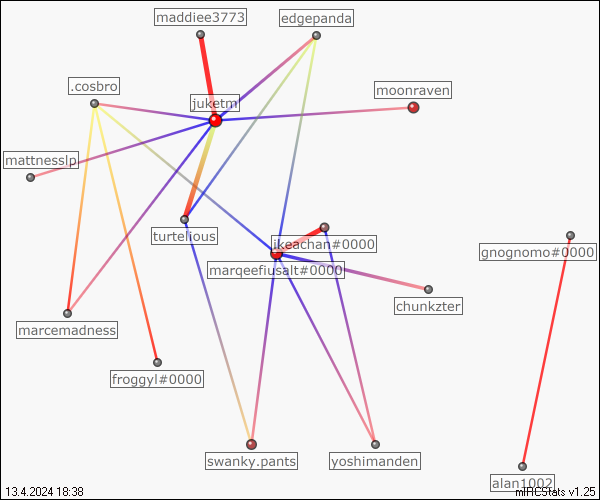 maddiee3773
edgepanda
.cosbro
moonraven
juketm
mattnesslp
turtelious
ikeachan#0000
gnognomo#0000
marqeefiusalt#0000
chunkzter
marcemadness
froggyl#0000
swanky.pants
yoshimanden
alan1002
13.4.2024 18:38
mIRCStats v1.25